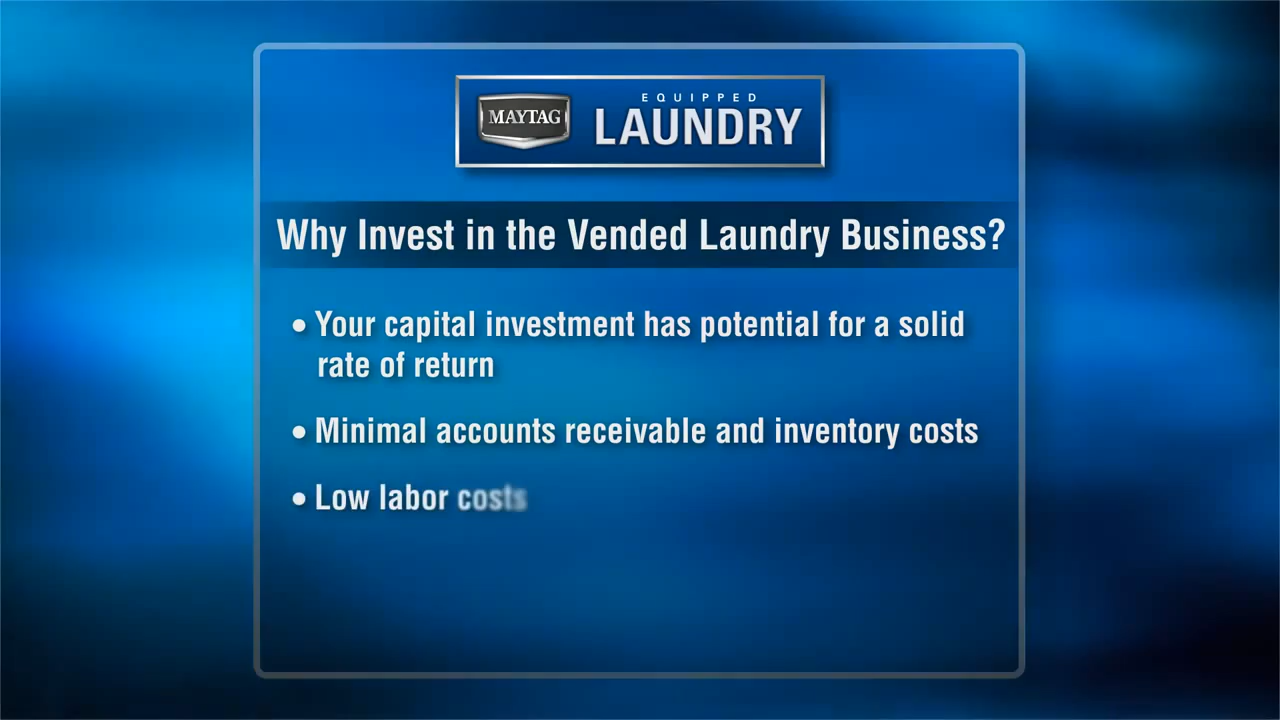 EQUIPPED
MAYTAG LAUNDRY
Why Invest in the Vended Laundry Business?
• Your capital investment has potential for a solid
rate of return
• Minimal accounts receivable and inventory costs
• Low labor costs